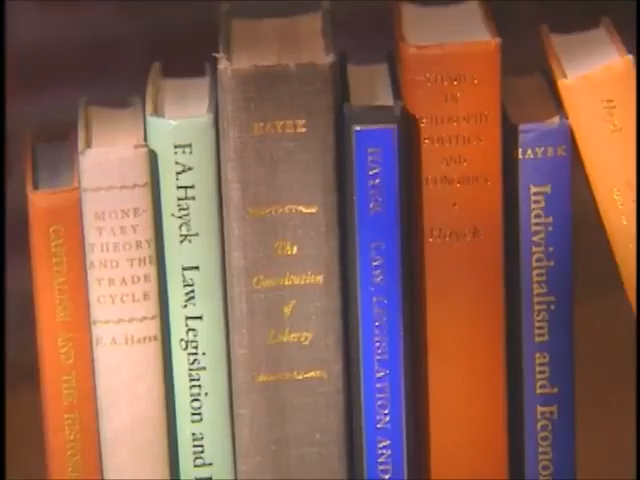 CAPITALISM AND THE HISTOR
MONE-
TARY
THEORY
AND THE
TRADE
CYCLE
F. A. Hayek
F. A. Hayek Law, Legislation and
HAYEK
The
Constitution
of
Liberty
HAYEK LAW, LEGISLATION AND
STUDIES
IN
PHILOSOPHY
POLITICS
AND
ECONOMICS
Hayek
HAYEK
Individualism and Econo